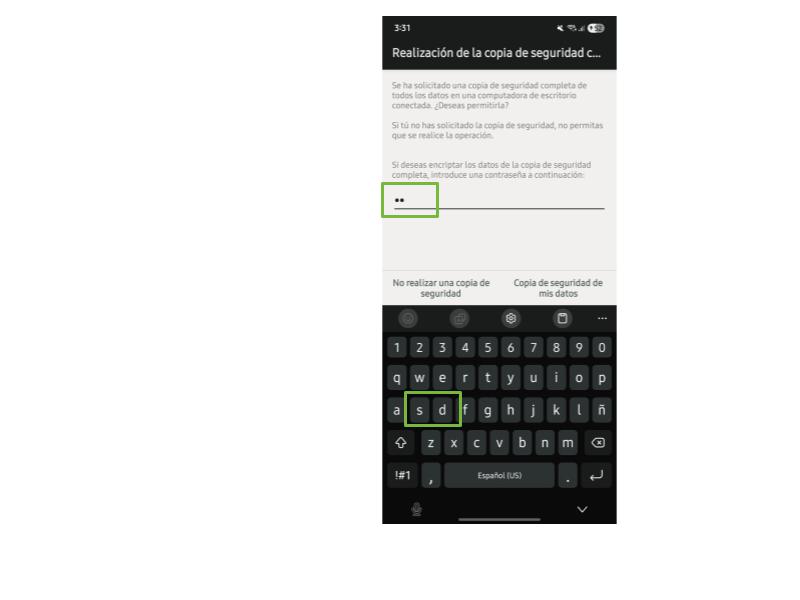 3:31
52
Realización de la copia de seguridad c...
Se ha solicitado una copia de seguridad completa de
todos los datos en una computadora de escritorio
conectada. ¿Deseas permitirla?
Si tú no has solicitado la copia de seguridad, no permitas
que se realice la operación.
Si deseas encriptar los datos de la copia de seguridad
completa, introduce una contraseña a continuación:
••
No realizar una copia de
seguridad
Copia de seguridad de
mis datos
1 2 3 4 5 6 7 8 9 0
q w e r t y u i o p
a s d f g h j k l ñ
z x c v b n m
!#1 , Español (US) .